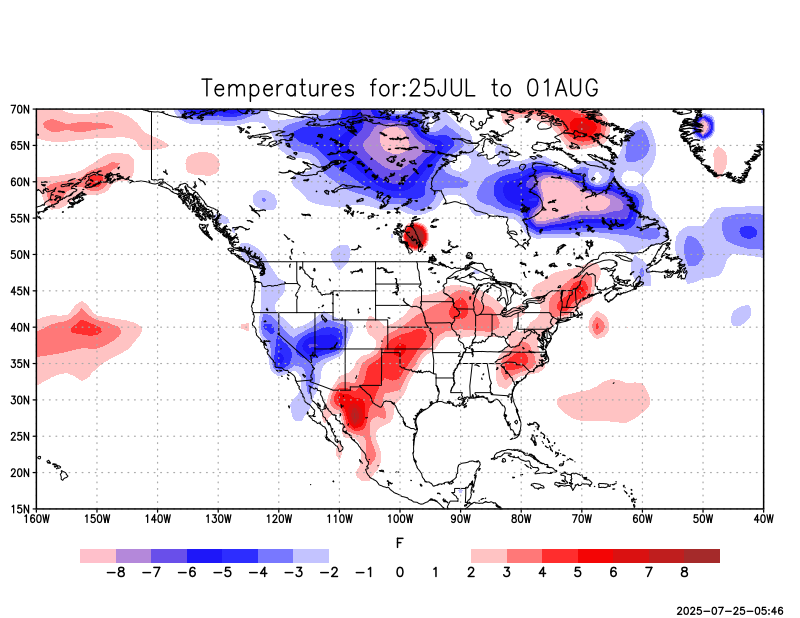 Temperatures for:25JUL to 01AUG
70N
65N
60N
55N
50N
45N
40N
35N
30N
25N
20N
15N
160W 150W 140W 130W 120W 110W 100W 90W 80W 70W 60W 50W 40W
F
-8 -7 -6 -5 -4 -3 -2 -1 0 1 2 3 4 5 6 7 8
2025-07-25-05:46